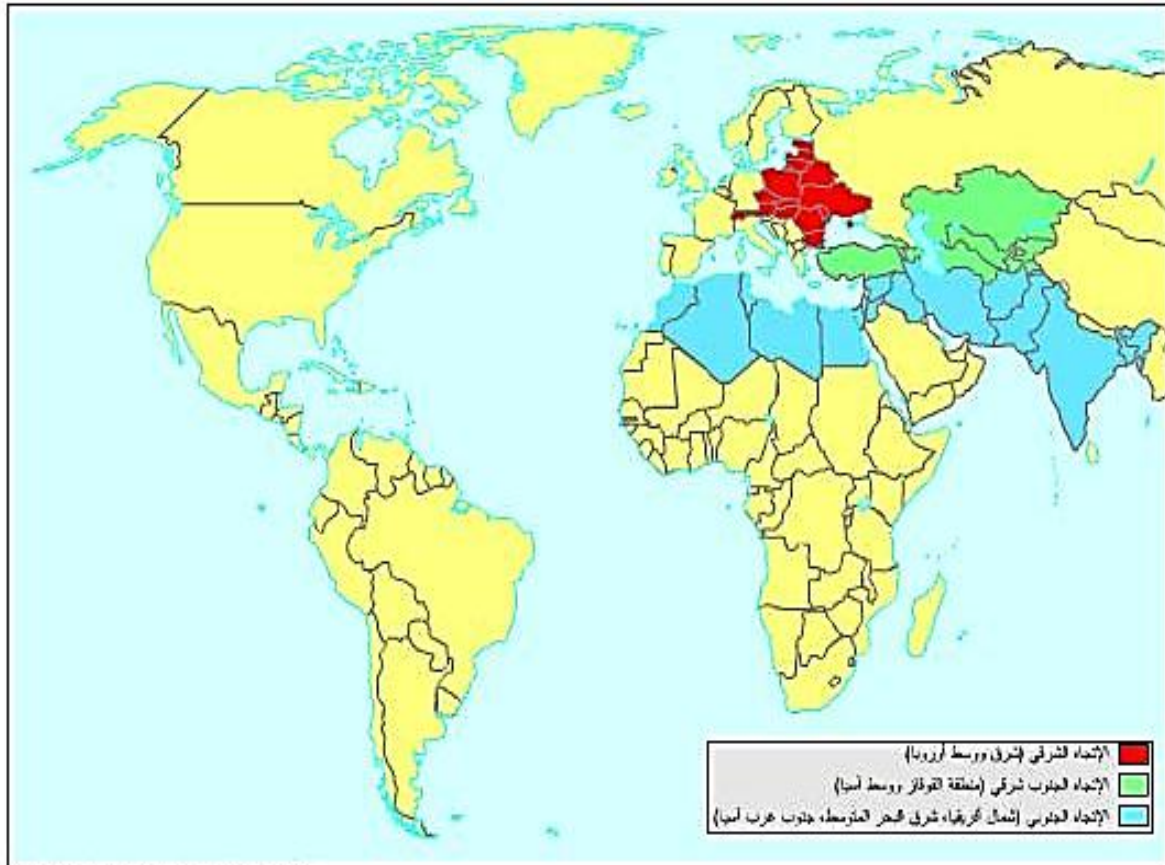 الإتجاه الشرقي (شرق ووسط أوروبا)
الإتجاه الجنوب شرقي (منطقة القوقاز ووسط آسيا)
الإتجاه الجنوبي (شمال أفريقيا، شرق البحر المتوسط، جنوب غرب آسيا)